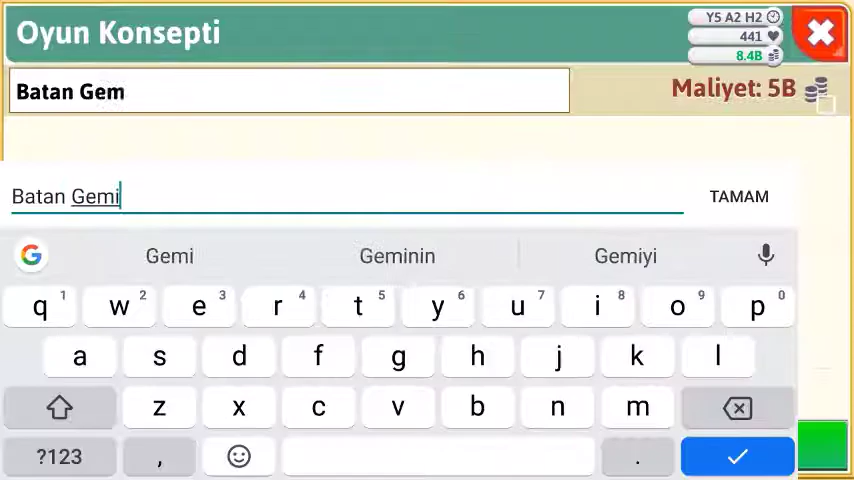 Oyun Konsepti
Y5 A2 H2
441
8.4B
Batan Gem
Maliyet: 5B
Batan Gemi
TAMAM
G
Gemi
Geminin
Gemiyi
q 1 w 2 e 3 r 4 t 5 y 6 u 7 i 8 o 9 p 0
a s d f g h j k l
z x c v b n m
?123 , .